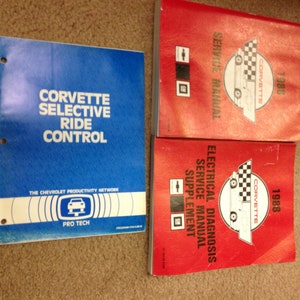 CORVETTE
SELECTIVE
RIDE
CONTROL
THE CHEVROLET PRODUCTIVITY NETWORK
PRO TECH
1988
SERVICE MANUAL
CORVETTE
1988
ELECTRICAL DIAGNOSIS
SERVICE MANUAL
SUPPLEMENT
CORVETTE